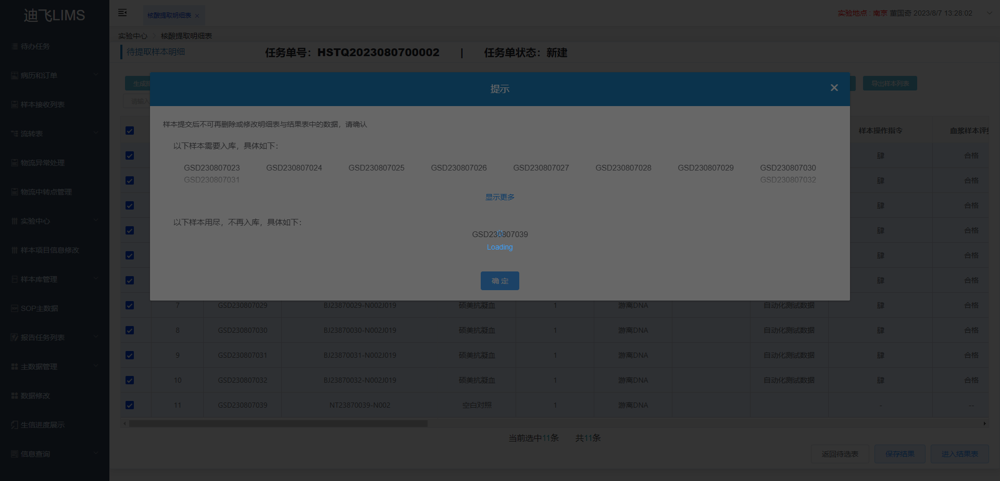 迪飞LIMS
核酸提取明细表
实验地点 : 南京 董国奇 2023/8/7 13:28:02
实验中心
核酸提取明细表
待提取样本明细
任务单号：HSTQ2023080700002 | 任务单状态：新建
待办任务
病历和订单
样本接收列表
流转表
物流异常处理
物流中转点管理
实验中心
样本项目信息修改
样本库管理
SOP主数据
报告任务列表
主数据管理
数据修改
生信进度展示
信息查询
导出样本列表
请输入
提示
样本提交后不可再删除或修改明细表与结果表中的数据，请确认
以下样本需要入库，具体如下：
GSD230807023 GSD230807024 GSD230807025 GSD230807026 GSD230807027 GSD230807028 GSD230807029 GSD230807030
GSD230807031 GSD230807032
显示更多
以下样本用尽，不再入库，具体如下：
GSD230807039
Loading
确 定
样本操作指令 血浆样本评
肆 合格
肆 合格
肆 合格
肆 合格
肆 合格
肆 合格
7 GSD230807029 BJ23870029-N002J019 硕美抗凝血 1 游离DNA 自动化测试数据 肆 合格
8 GSD230807030 BJ23870030-N002J019 硕美抗凝血 1 游离DNA 自动化测试数据 肆 合格
9 GSD230807031 BJ23870031-N002J019 硕美抗凝血 1 游离DNA 自动化测试数据 肆 合格
10 GSD230807032 BJ23870032-N002J019 硕美抗凝血 1 游离DNA 自动化测试数据 肆 合格
11 GSD230807039 NT23870039-N002 空白对照 1 游离DNA - --
当前选中11条 共11条
返回待选表
保存结果
进入结果表